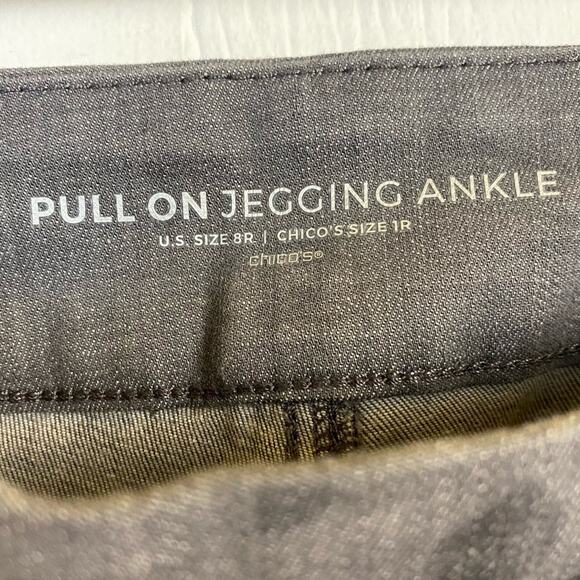 PULL ON JEGGING ANKLE
U.S. SIZE 8R | CHICO'S SIZE 1R
chico's®